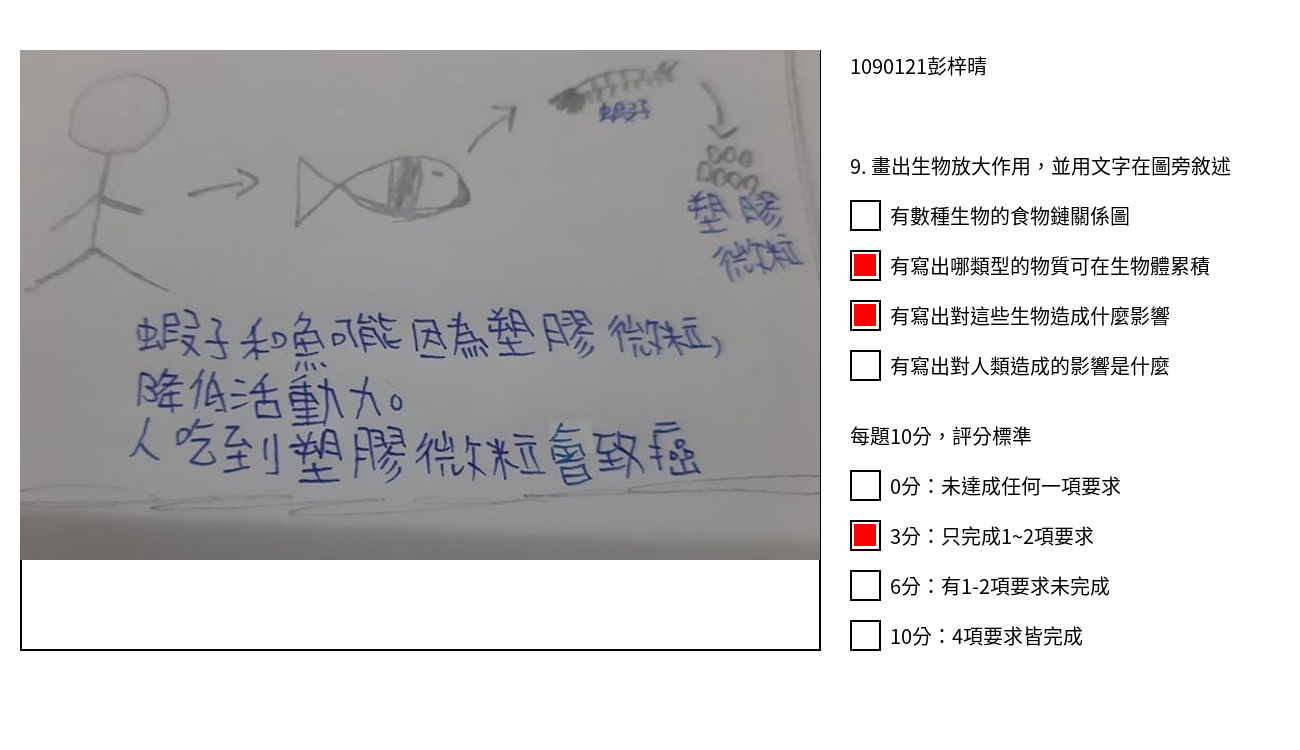 1090121彭梓晴
9. 畫出生物放大作用，並用文字在圖旁敘述
有數種生物的食物鏈關係圖
有寫出哪類型的物質可在生物體累積
有寫出對這些生物造成什麼影響
有寫出對人類造成的影響是什麼
每題10分，評分標準
0分：未達成任何一項要求
3分：只完成1~2項要求
6分：有1-2項要求未完成
10分：4項要求皆完成
蝦子
塑膠
微粒
蝦子和魚可能因為塑膠微粒，
降低活動力。
人吃到塑膠微粒會致癌